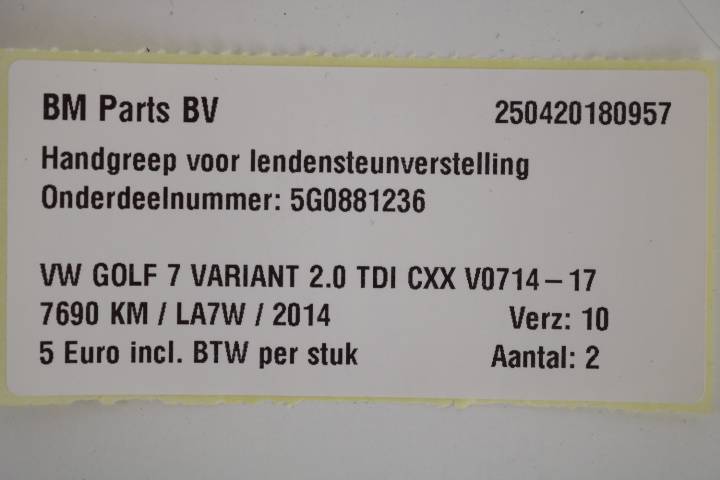 BM Parts BV 250420180957
Handgreep voor lendensteunverstelling
Onderdeelnummer: 5G0881236
VW GOLF 7 VARIANT 2.0 TDI CXX V0714-17
7690 KM / LA7W / 2014 Verz: 10
5 Euro incl. BTW per stuk Aantal: 2